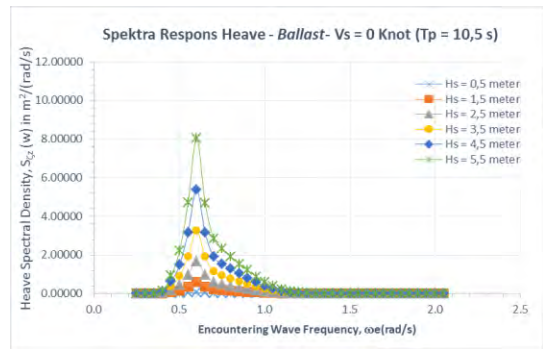 Spektra Respons Heave - Ballast- Vs = 0 Knot (Tp = 10,5 s)
Heave Spectral Density, Sζz (w) in m²/(rad/s)
12.00000
10.00000
8.00000
6.00000
4.00000
2.00000
0.00000
Hs = 0,5 meter
Hs = 1,5 meter
Hs = 2,5 meter
Hs = 3,5 meter
Hs = 4,5 meter
Hs = 5,5 meter
0.0 0.5 1.0 1.5 2.0 2.5
Encountering Wave Frequency, ωe(rad/s)